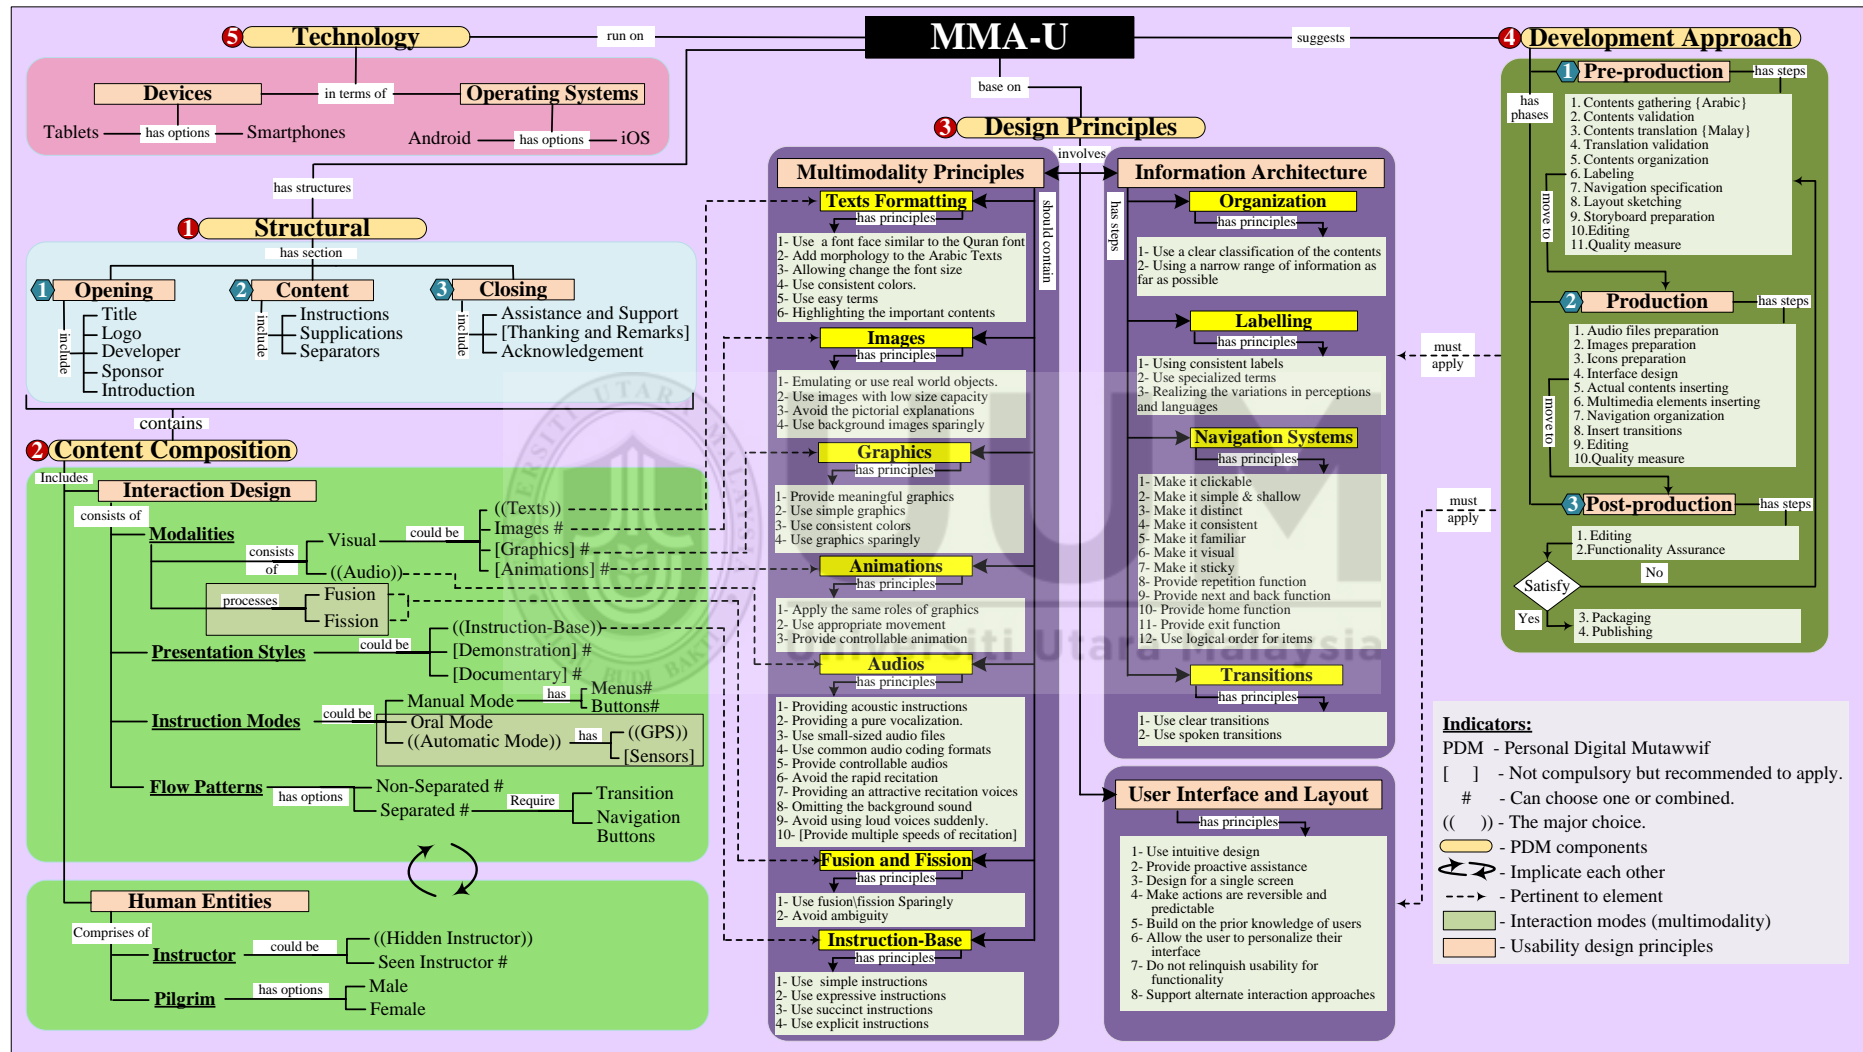 MMA-U
5 Technology
run on
suggests
4 Development Approach
base on
in terms of
Devices
Operating Systems
Tablets
has options
Smartphones
Android
has options
iOS
has structures
1 Structural
has section
1 Opening
include
Title
Logo
Developer
Sponsor
Introduction
2 Content
include
Instructions
Supplications
Separators
3 Closing
include
Assistance and Support
[Thanking and Remarks]
Acknowledgement
contains
2 Content Composition
Includes
Interaction Design
consists of
Modalities
consists
of
Visual
could be
((Texts))
Images #
[Graphics] #
[Animations] #
((Audio))
processes
Fusion
Fission
Presentation Styles
could be
((Instruction-Base))
[Demonstration] #
[Documentary] #
Instruction Modes
could be
Manual Mode
has
Menus#
Buttons#
Oral Mode
((Automatic Mode))
has
((GPS))
[Sensors]
Flow Patterns
has options
Non-Separated #
Separated #
Require
Transition
Navigation
Buttons
Human Entities
Comprises of
Instructor
could be
((Hidden Instructor))
Seen Instructor #
Pilgrim
has options
Male
Female
3 Design Principles
involves
Multimodality Principles
should contain
Texts Formatting
has principles
1- Use a font face similar to the Quran font
2- Add morphology to the Arabic Texts
3- Allowing change the font size
4- Use consistent colors.
5- Use easy terms
6- Highlighting the important contents
Images
has principles
1- Emulating or use real world objects.
2- Use images with low size capacity
3- Avoid the pictorial explanations
4- Use background images sparingly
Graphics
has principles
1- Provide meaningful graphics
2- Use simple graphics
3- Use consistent colors
4- Use graphics sparingly
Animations
has principles
1- Apply the same roles of graphics
2- Use appropriate movement
3- Provide controllable animation
Audios
has principles
1- Providing acoustic instructions
2- Providing a pure vocalization.
3- Use small-sized audio files
4- Use common audio coding formats
5- Provide controllable audios
6- Avoid the rapid recitation
7- Providing an attractive recitation voices
8- Omitting the background sound
9- Avoid using loud voices suddenly.
10- [Provide multiple speeds of recitation]
Fusion and Fission
has principles
1- Use fusion\fission Sparingly
2- Avoid ambiguity
Instruction-Base
has principles
1- Use simple instructions
2- Use expressive instructions
3- Use succinct instructions
4- Use explicit instructions
Information Architecture
has steps
Organization
has principles
1- Use a clear classification of the contents
2- Using a narrow range of information as
far as possible
Labelling
has principles
1- Using consistent labels
2- Use specialized terms
3- Realizing the variations in perceptions
and languages
Navigation Systems
has principles
1- Make it clickable
2- Make it simple & shallow
3- Make it distinct
4- Make it consistent
5- Make it familiar
6- Make it visual
7- Make it sticky
8- Provide repetition function
9- Provide next and back function
10- Provide home function
11- Provide exit function
12- Use logical order for items
Transitions
has principles
1- Use clear transitions
2- Use spoken transitions
User Interface and Layout
has principles
1- Use intuitive design
2- Provide proactive assistance
3- Design for a single screen
4- Make actions are reversible and
predictable
5- Build on the prior knowledge of users
6- Allow the user to personalize their
interface
7- Do not relinquish usability for
functionality
8- Support alternate interaction approaches
must
apply
must
apply
has
phases
1 Pre-production
has steps
1. Contents gathering {Arabic}
2. Contents validation
3. Contents translation {Malay}
4. Translation validation
5. Contents organization
6. Labeling
7. Navigation specification
8. Layout sketching
9. Storyboard preparation
10.Editing
11.Quality measure
move to
2 Production
has steps
1. Audio files preparation
2. Images preparation
3. Icons preparation
4. Interface design
5. Actual contents inserting
6. Multimedia elements inserting
7. Navigation organization
8. Insert transitions
9. Editing
10.Quality measure
move to
3 Post-production
has steps
1. Editing
2.Functionality Assurance
Satisfy
No
Yes
3. Packaging
4. Publishing
Indicators:
PDM - Personal Digital Mutawwif
[ ] - Not compulsory but recommended to apply.
# - Can choose one or combined.
(( )) - The major choice.
- PDM components
- Implicate each other
- Pertinent to element
- Interaction modes (multimodality)
- Usability design principles
UUM
Universiti Utara Malaysia
UNIVERSITI UTARA MALAYSIA
BUDI BAKTI